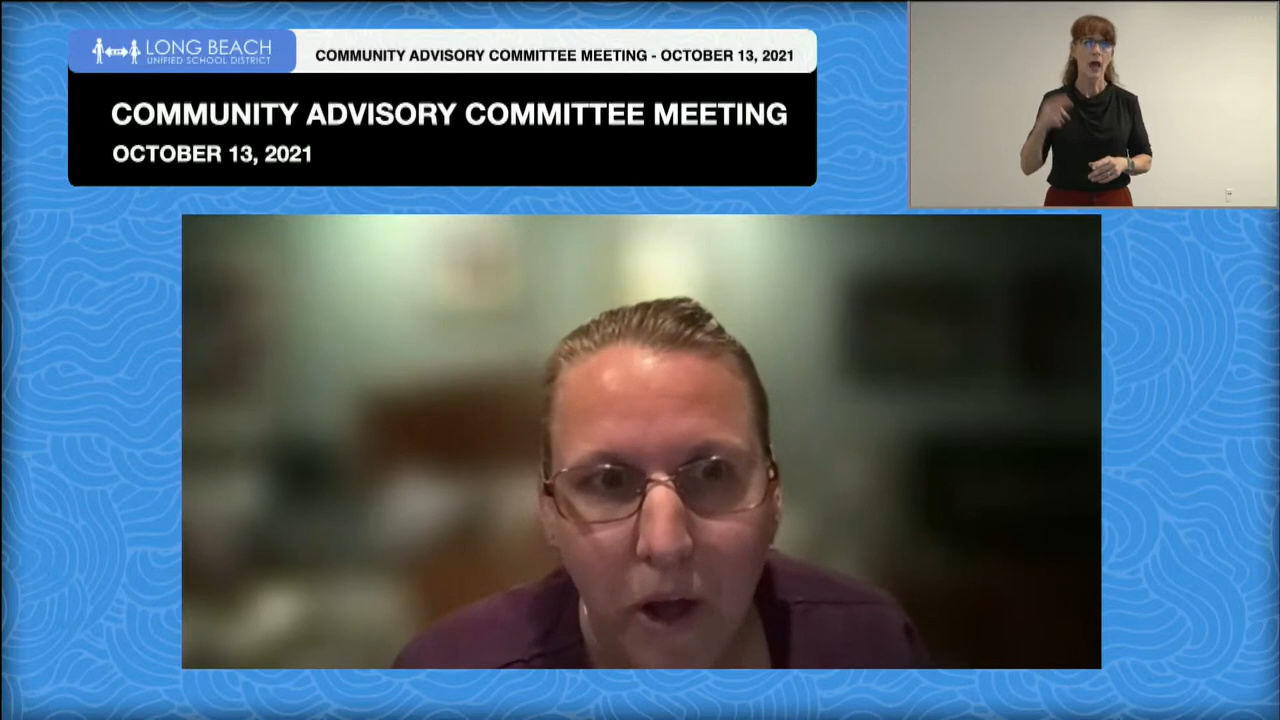 LONG BEACH
UNIFIED SCHOOL DISTRICT
COMMUNITY ADVISORY COMMITTEE MEETING - OCTOBER 13, 2021
COMMUNITY ADVISORY COMMITTEE MEETING
OCTOBER 13, 2021